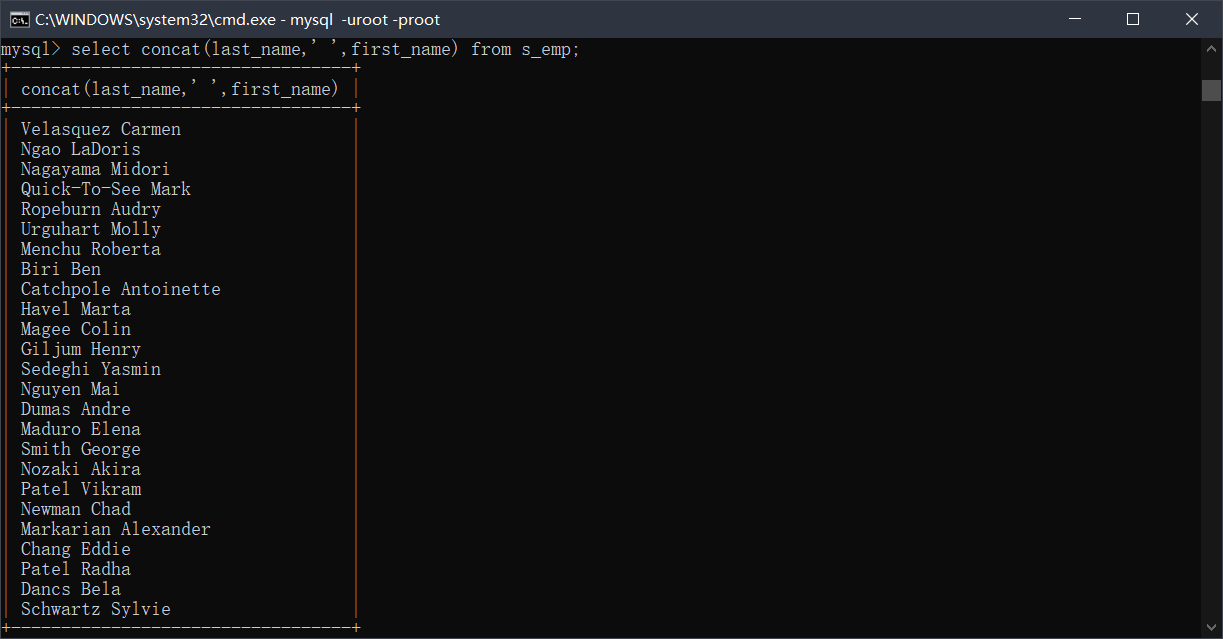 C:\WINDOWS\system32\cmd.exe - mysql  -uroot -proot
mysql> select concat(last_name,' ',first_name) from s_emp;
+----------------------------------+
| concat(last_name,' ',first_name) |
+----------------------------------+
| Velasquez Carmen                 |
| Ngao LaDoris                     |
| Nagayama Midori                  |
| Quick-To-See Mark                |
| Ropeburn Audry                   |
| Urguhart Molly                   |
| Menchu Roberta                   |
| Biri Ben                         |
| Catchpole Antoinette             |
| Havel Marta                      |
| Magee Colin                      |
| Giljum Henry                     |
| Sedeghi Yasmin                   |
| Nguyen Mai                       |
| Dumas Andre                      |
| Maduro Elena                     |
| Smith George                     |
| Nozaki Akira                     |
| Patel Vikram                     |
| Newman Chad                      |
| Markarian Alexander              |
| Chang Eddie                      |
| Patel Radha                      |
| Dancs Bela                       |
| Schwartz Sylvie                  |
+----------------------------------+